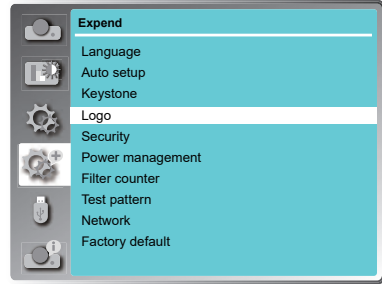 Expend
Language
Auto setup
Keystone
Logo
Security
Power management
Filter counter
Test pattern
Network
Factory default